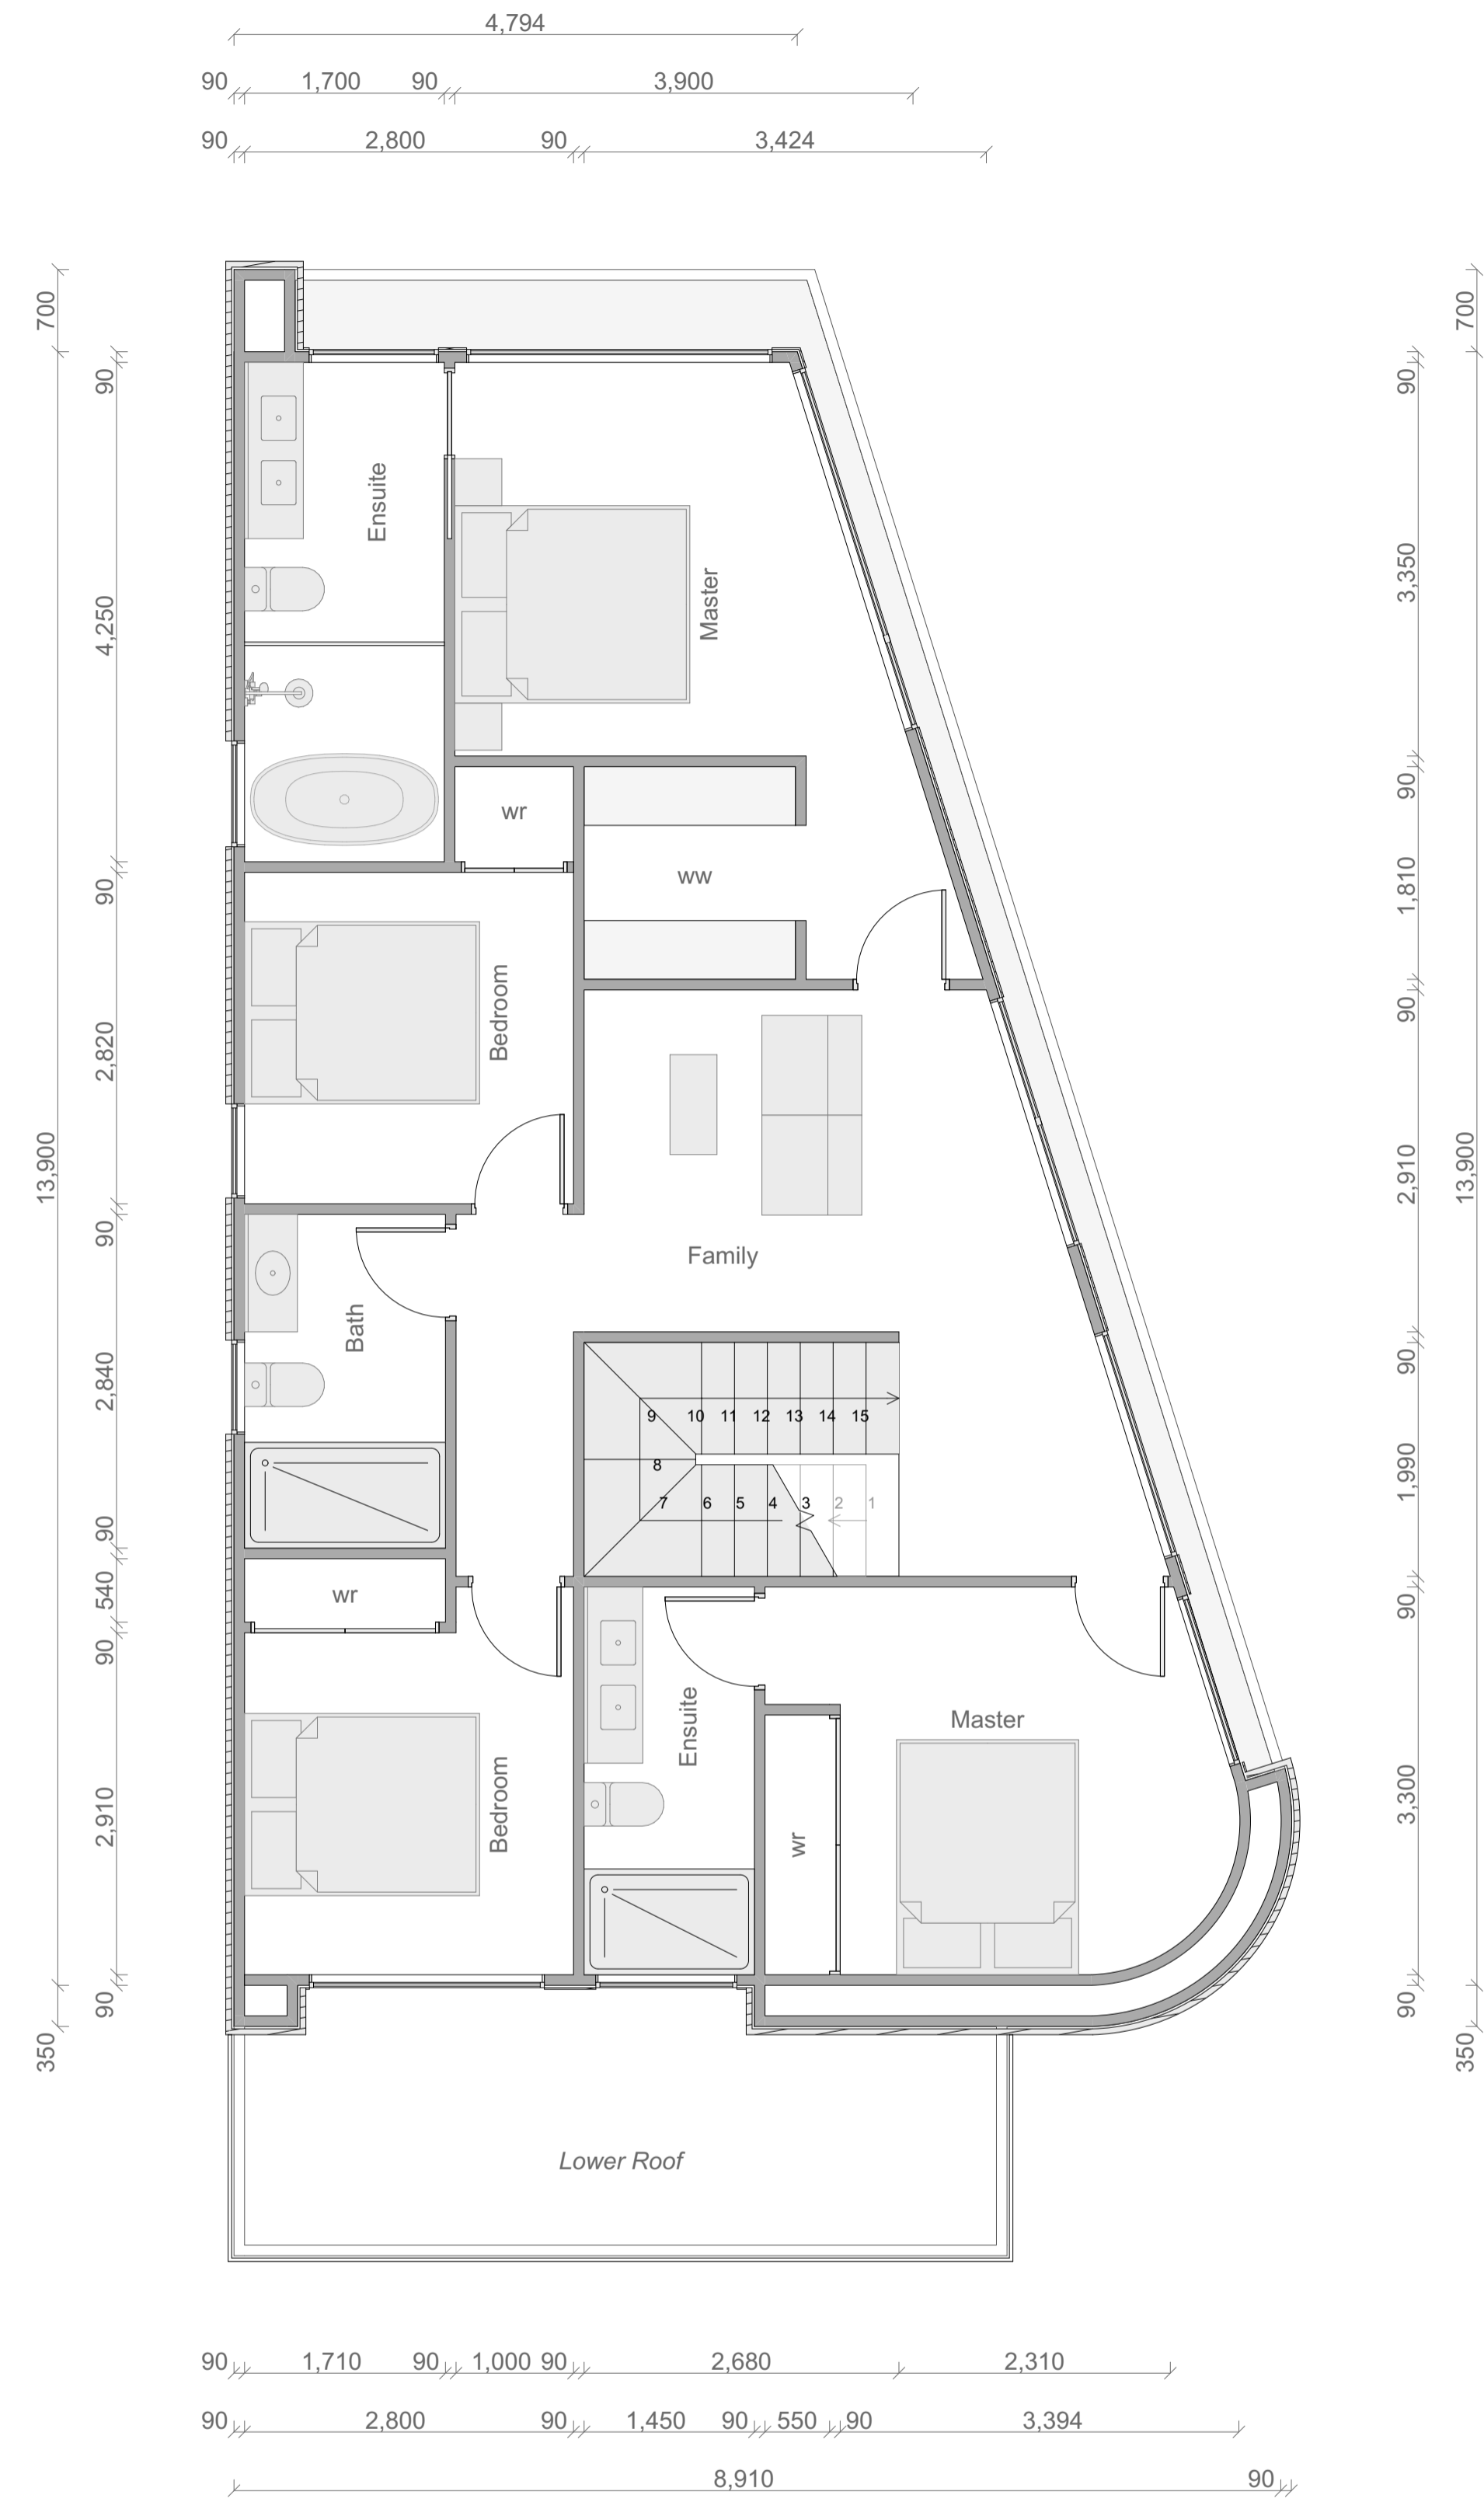 4,794
90 1,700 90 3,900
90 2,800 90 3,424
700
13,900
350
90
4,250
90
2,820
90
2,840
90
540
90
2,910
90
Ensuite
Master
wr
ww
Bedroom
Family
Bath
9 10 11 12 13 14 15
8
7 6 5 4 3 2 1
wr
Ensuite
Master
Bedroom
wr
Lower Roof
90
3,350
90
1,810
90
2,910
90
1,990
90
3,300
90
700
13,900
350
90 1,710 90 1,000 90 2,680 2,310
90 2,800 90 1,450 90 550 90 3,394
8,910 90